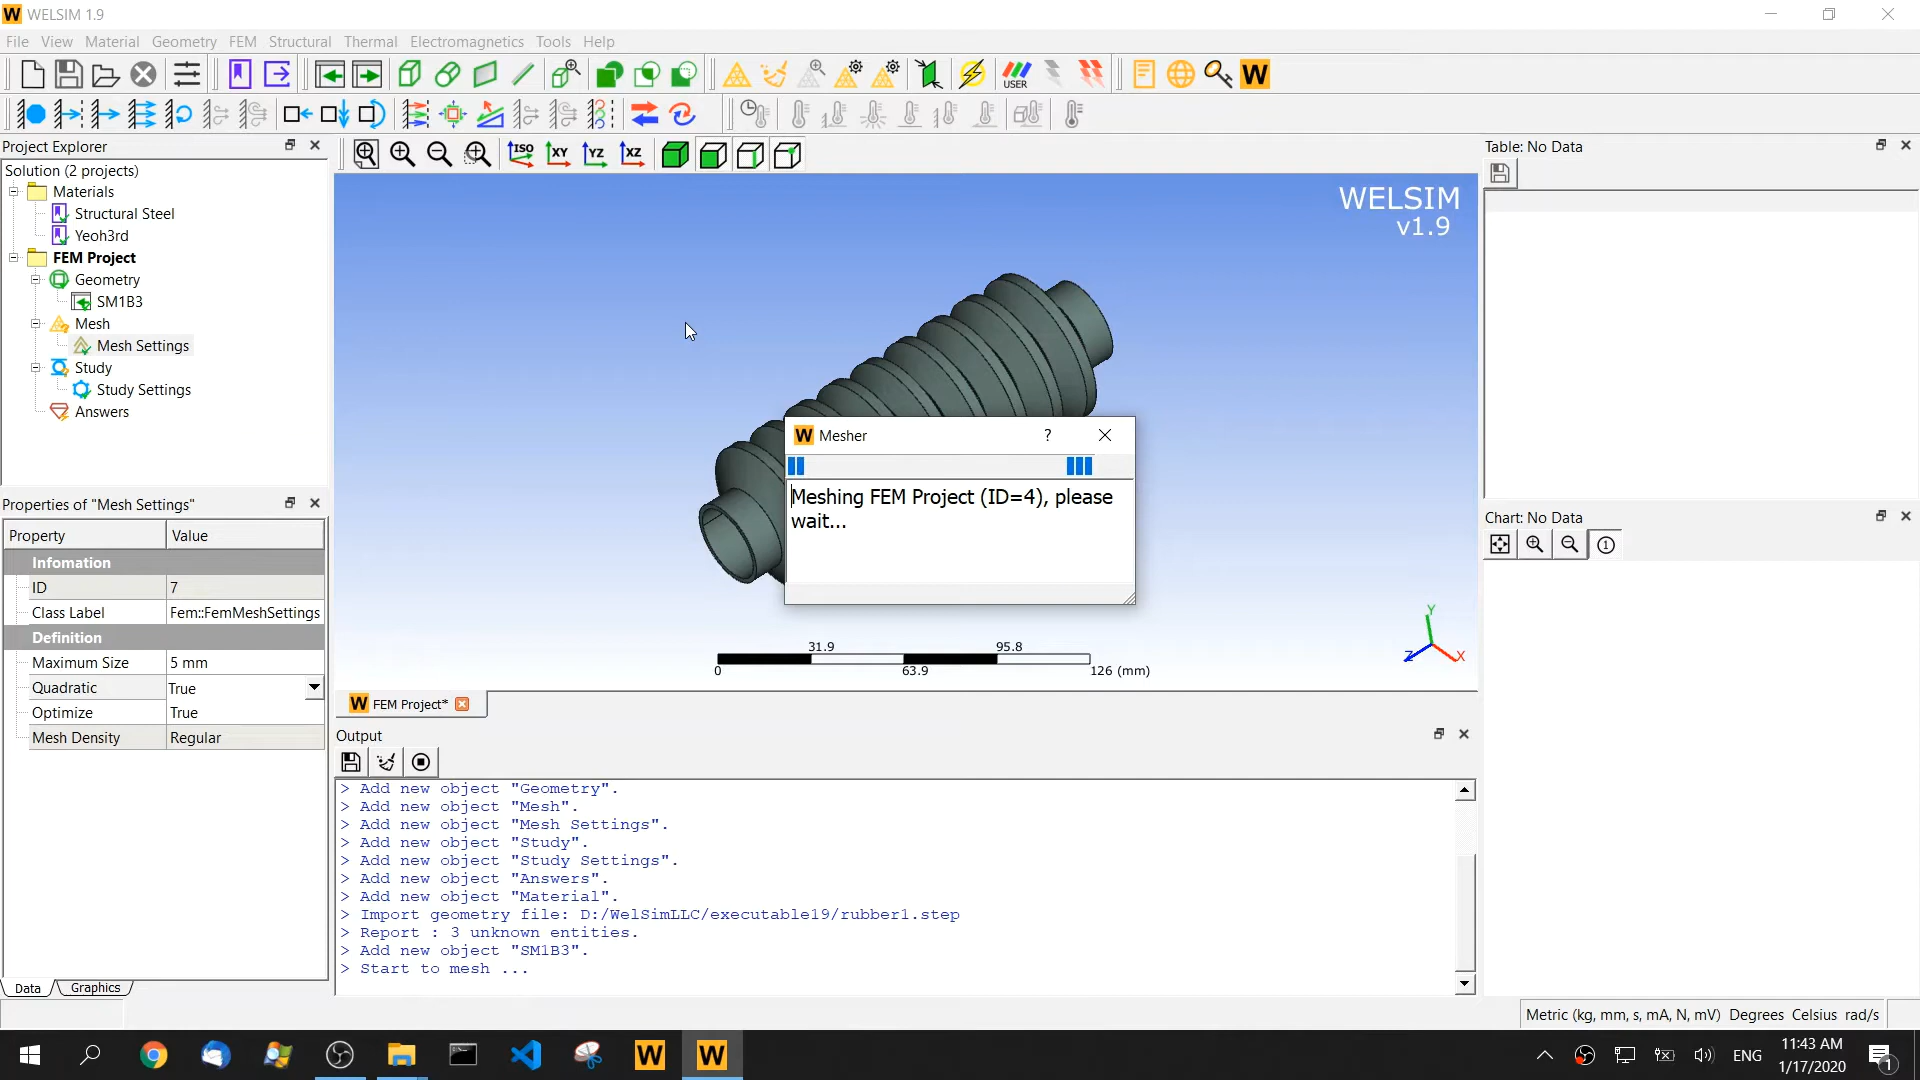 WELSIM 1.9
File View Material Geometry FEM Structural Thermal Electromagnetics Tools Help
USER
W
Project Explorer
Solution (2 projects)
Materials
Structural Steel
Yeoh3rd
FEM Project
Geometry
SM1B3
Mesh
Mesh Settings
Study
Study Settings
Answers
Properties of "Mesh Settings"
Property Value
Infomation
ID 7
Class Label Fem::FemMeshSettings
Definition
Maximum Size 5 mm
Quadratic True
Optimize True
Mesh Density Regular
Data Graphics
ISO XY YZ XZ
WELSIM
v1.9
W Mesher ?
Meshing FEM Project (ID=4), please
wait...
31.9 95.8
0 63.9 126 (mm)
Y
Z X
W FEM Project*
Output
> Add new object "Geometry".
> Add new object "Mesh".
> Add new object "Mesh Settings".
> Add new object "Study".
> Add new object "Study Settings".
> Add new object "Answers".
> Add new object "Material".
> Import geometry file: D:/WelSimLLC/executable19/rubber1.step
> Report : 3 unknown entities.
> Add new object "SM1B3".
> Start to mesh ...
Table: No Data
Chart: No Data
Metric (kg, mm, s, mA, N, mV) Degrees Celsius rad/s
W W
ENG
11:43 AM
1/17/2020
1